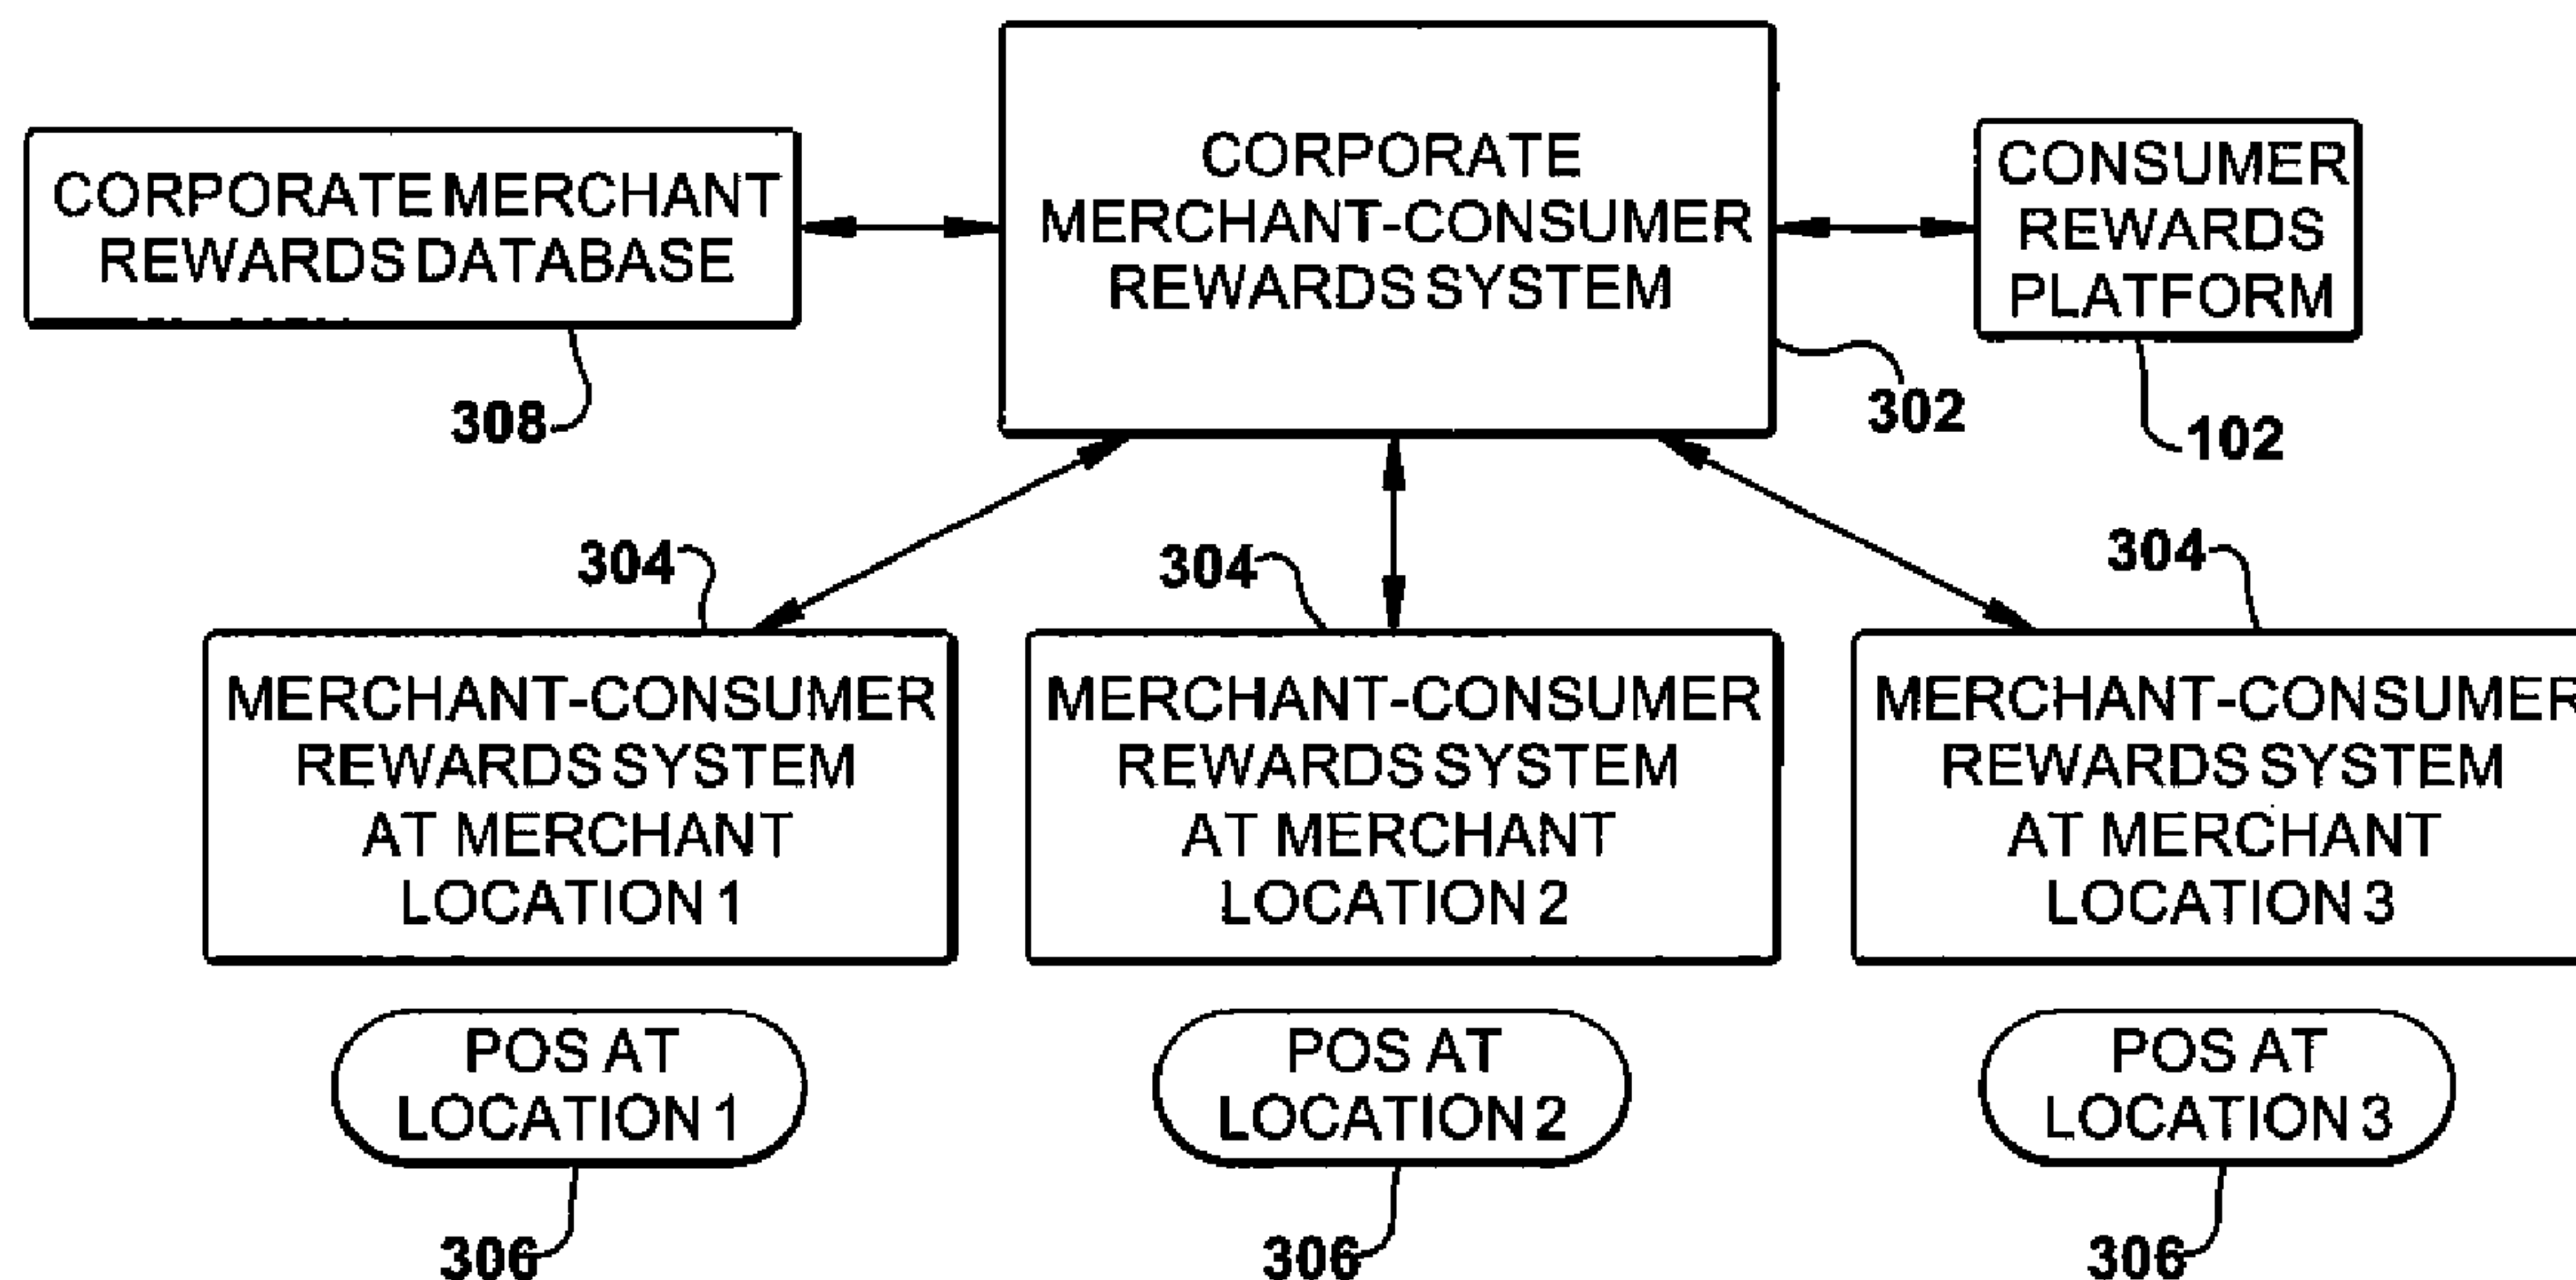 CORPORATE MERCHANT
REWARDS DATABASE
308
CORPORATE
MERCHANT-CONSUMER
REWARDS SYSTEM
302
CONSUMER
REWARDS
PLATFORM
102
304
MERCHANT-CONSUMER
REWARDS SYSTEM
AT MERCHANT
LOCATION 1
304
MERCHANT-CONSUMER
REWARDS SYSTEM
AT MERCHANT
LOCATION 2
304
MERCHANT-CONSUMER
REWARDS SYSTEM
AT MERCHANT
LOCATION 3
POS AT
LOCATION 1
306
POS AT
LOCATION 2
306
POS AT
LOCATION 3
306